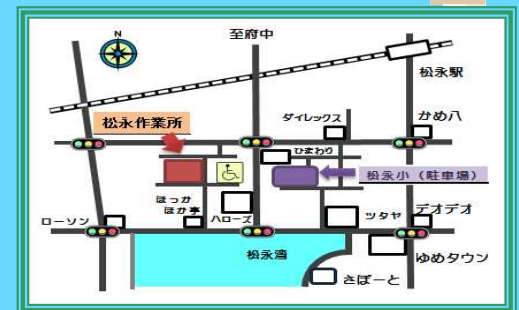 N
至府中
松永駅
松永作業所
ダイレックス
かめ八
ひまわり
松永小（駐車場）
ほっか
ほか亭
ハローズ
ローソン
ツタヤ
デオデオ
松永湾
ゆめタウン
さぽーと